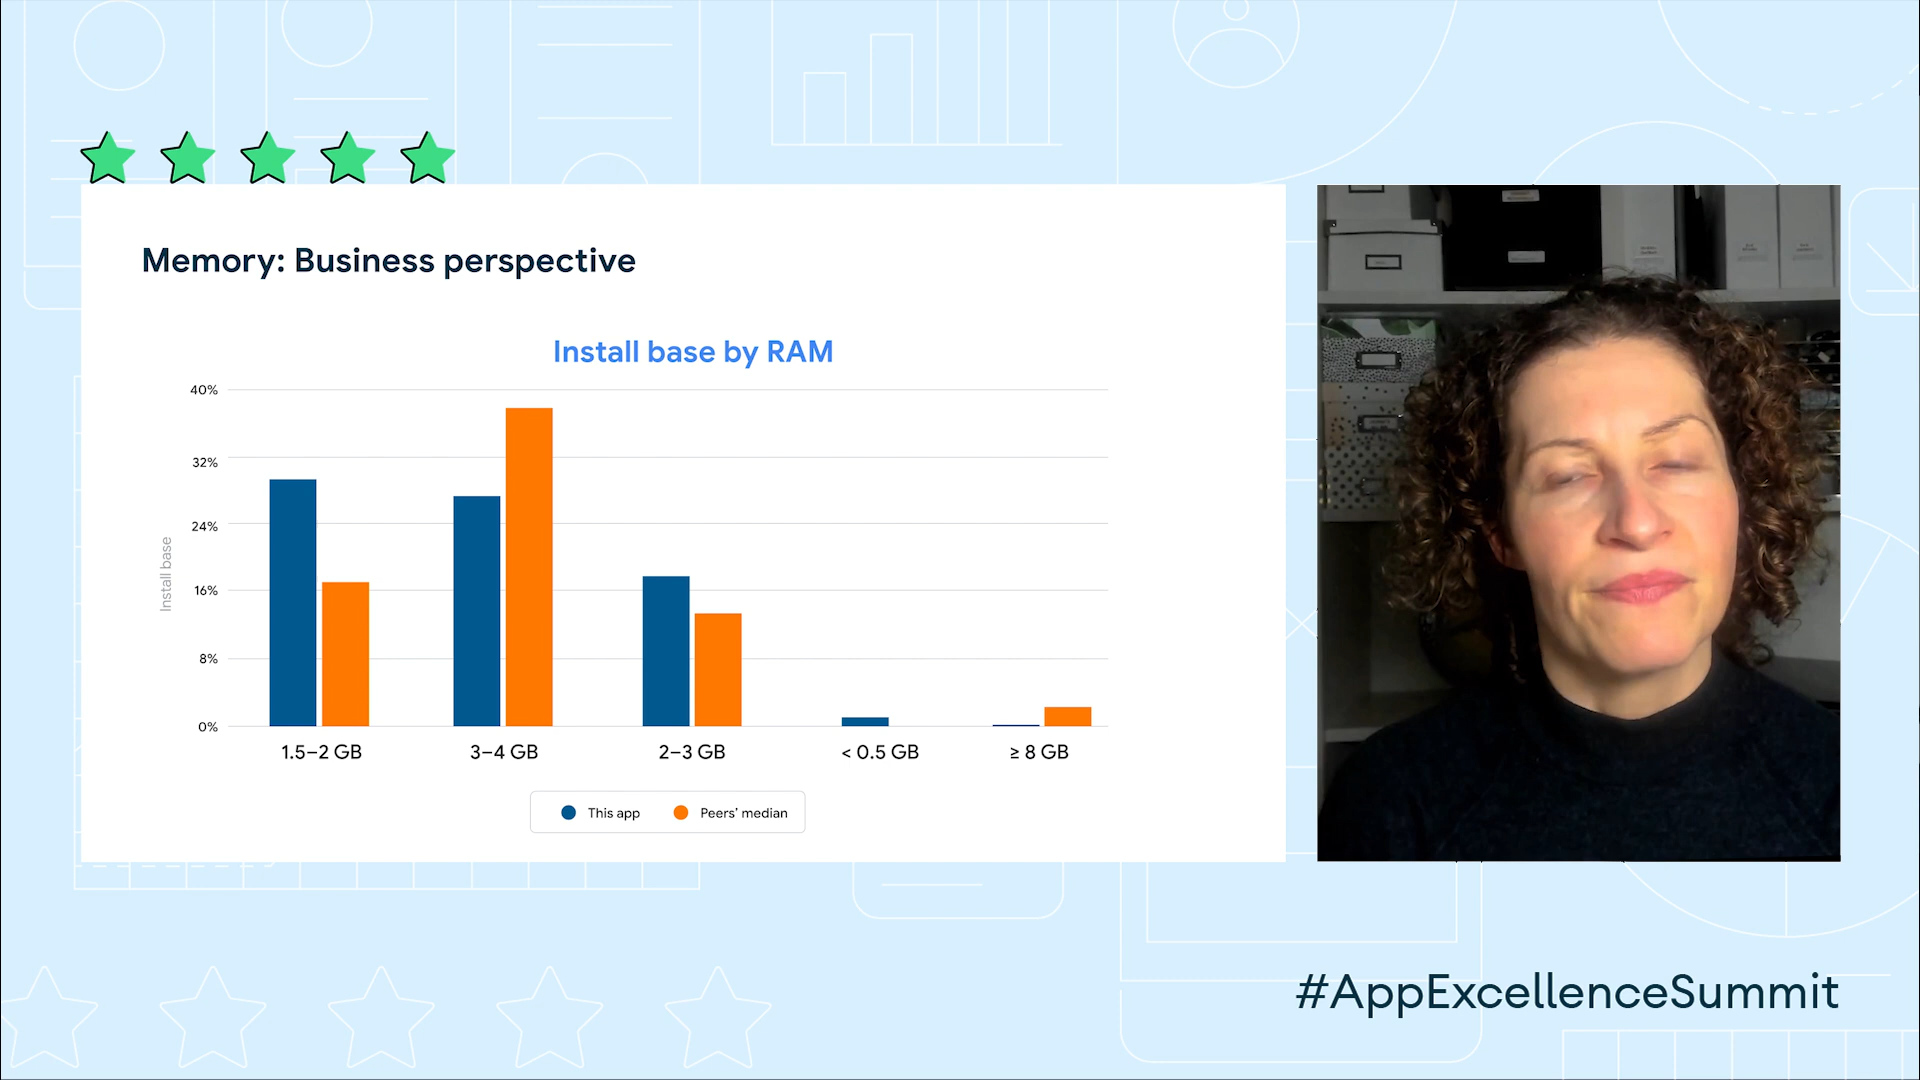 Memory: Business perspective
Install base by RAM
40%
32%
24%
16%
8%
0%
Install base
1.5–2 GB
3–4 GB
2–3 GB
< 0.5 GB
≥ 8 GB
This app
Peers' median
#AppExcellenceSummit